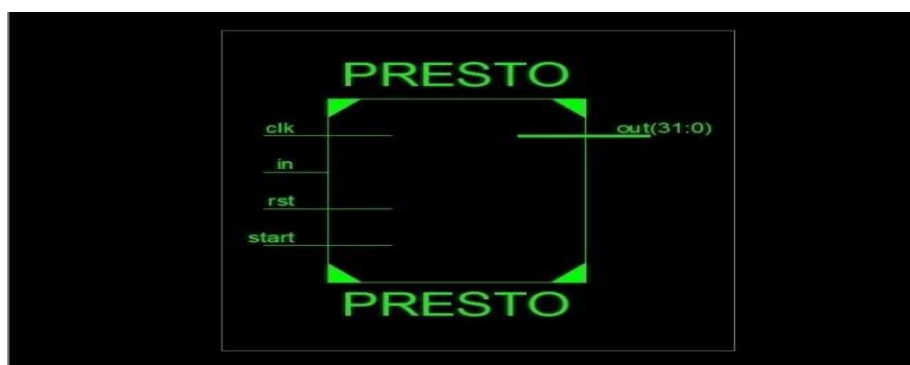 PRESTO
clk
out(31:0)
in
rst
start
PRESTO